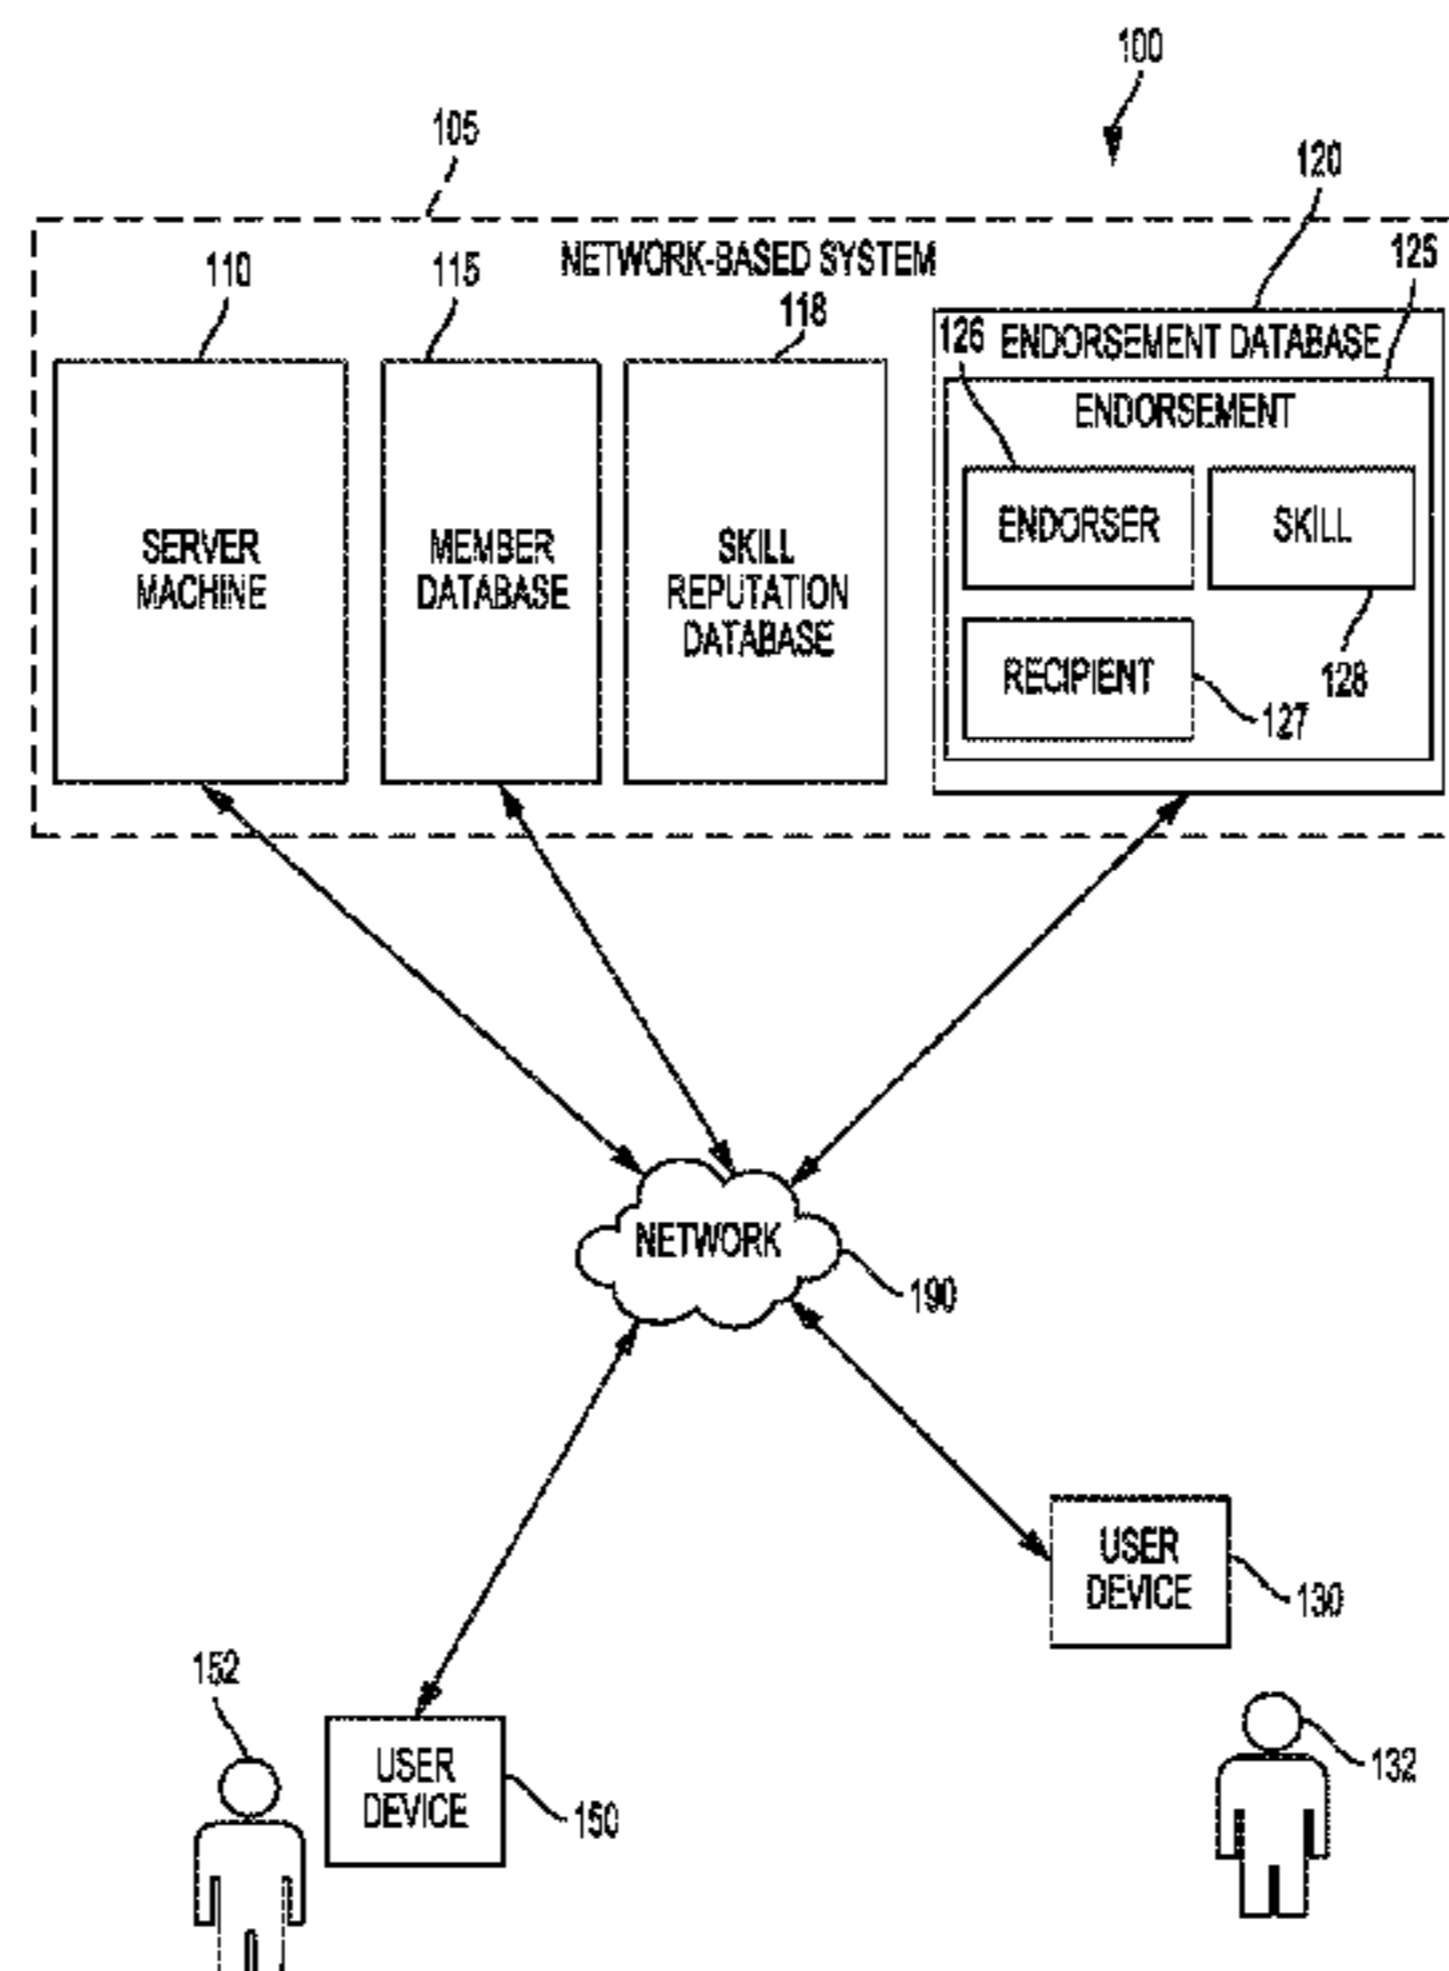 100
105
120
NETWORK-BASED SYSTEM
125
110
115
118
126
ENDORSEMENT DATABASE
ENDORSEMENT
ENDORSER
SKILL
SERVER
MACHINE
MEMBER
DATABASE
SKILL
REPUTATION
DATABASE
RECIPIENT
128
127
NETWORK
190
USER
DEVICE
130
152
132
USER
DEVICE
150